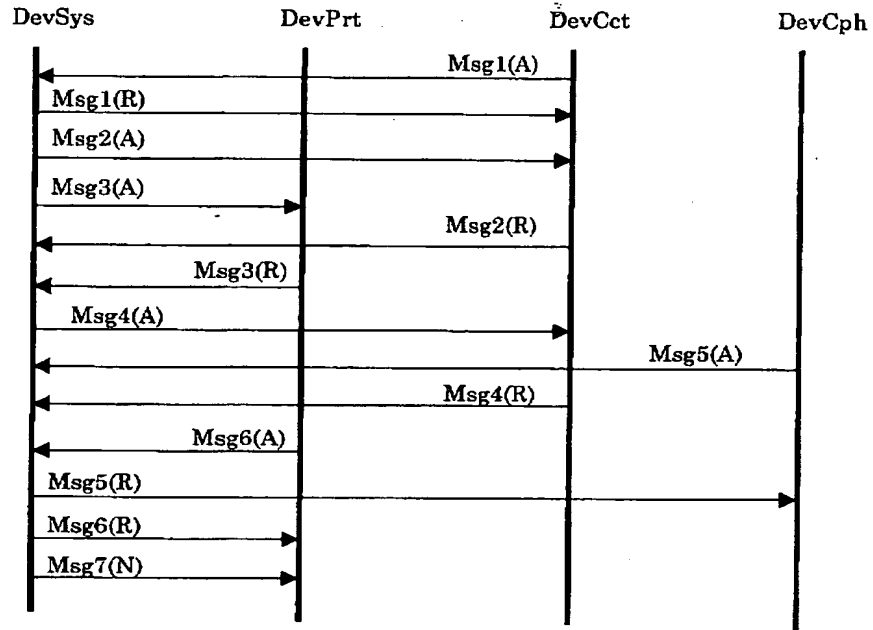 DevSys DevPrt DevCct DevCph
Msg1(A)
Msg1(R)
Msg2(A)
Msg3(A)
Msg2(R)
Msg3(R)
Msg4(A)
Msg5(A)
Msg4(R)
Msg6(A)
Msg5(R)
Msg6(R)
Msg7(N)